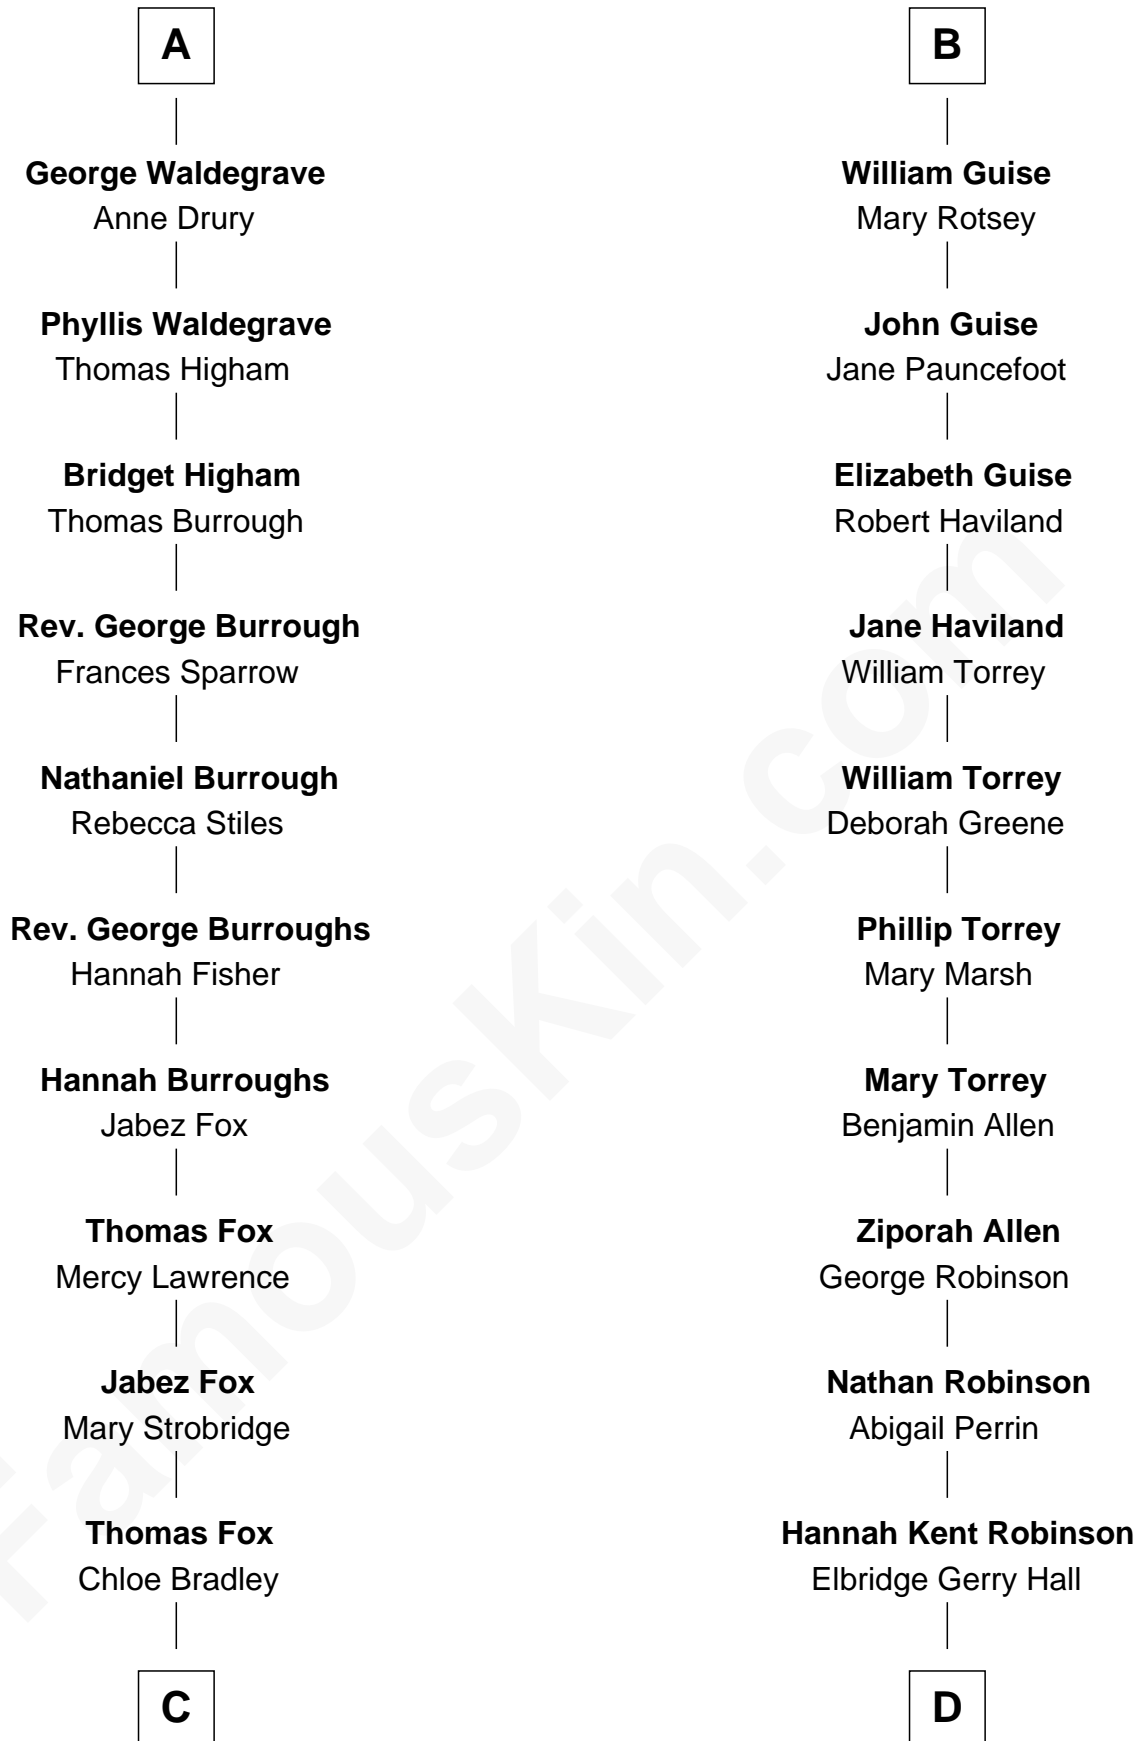 A
George Waldegrave
Anne Drury
Phyllis Waldegrave
Thomas Higham
Bridget Higham
Thomas Burrough
Rev. George Burrough
Frances Sparrow
Nathaniel Burrough
Rebecca Stiles
Rev. George Burroughs
Hannah Fisher
Hannah Burroughs
Jabez Fox
Thomas Fox
Mercy Lawrence
Jabez Fox
Mary Strobridge
Thomas Fox
Chloe Bradley
C
B
William Guise
Mary Rotsey
John Guise
Jane Pauncefoot
Elizabeth Guise
Robert Haviland
Jane Haviland
William Torrey
William Torrey
Deborah Greene
Phillip Torrey
Mary Marsh
Mary Torrey
Benjamin Allen
Ziporah Allen
George Robinson
Nathan Robinson
Abigail Perrin
Hannah Kent Robinson
Elbridge Gerry Hall
D
FamousKin.com